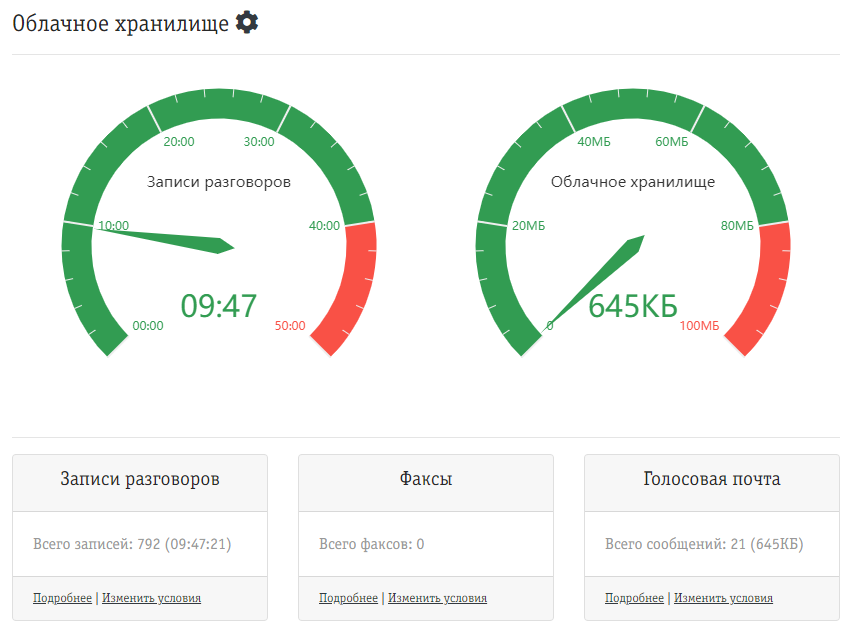 Облачное хранилище
20:00 30:00
Записи разговоров
10:00 40:00
09:47
00:00 50:00
40МБ 60МБ
Облачное хранилище
20МБ 80МБ
645КБ
0 100МБ
Записи разговоров
Всего записей: 792 (09:47:21)
Подробнее | Изменить условия
Факсы
Всего факсов: 0
Подробнее | Изменить условия
Голосовая почта
Всего сообщений: 21 (645КБ)
Подробнее | Изменить условия